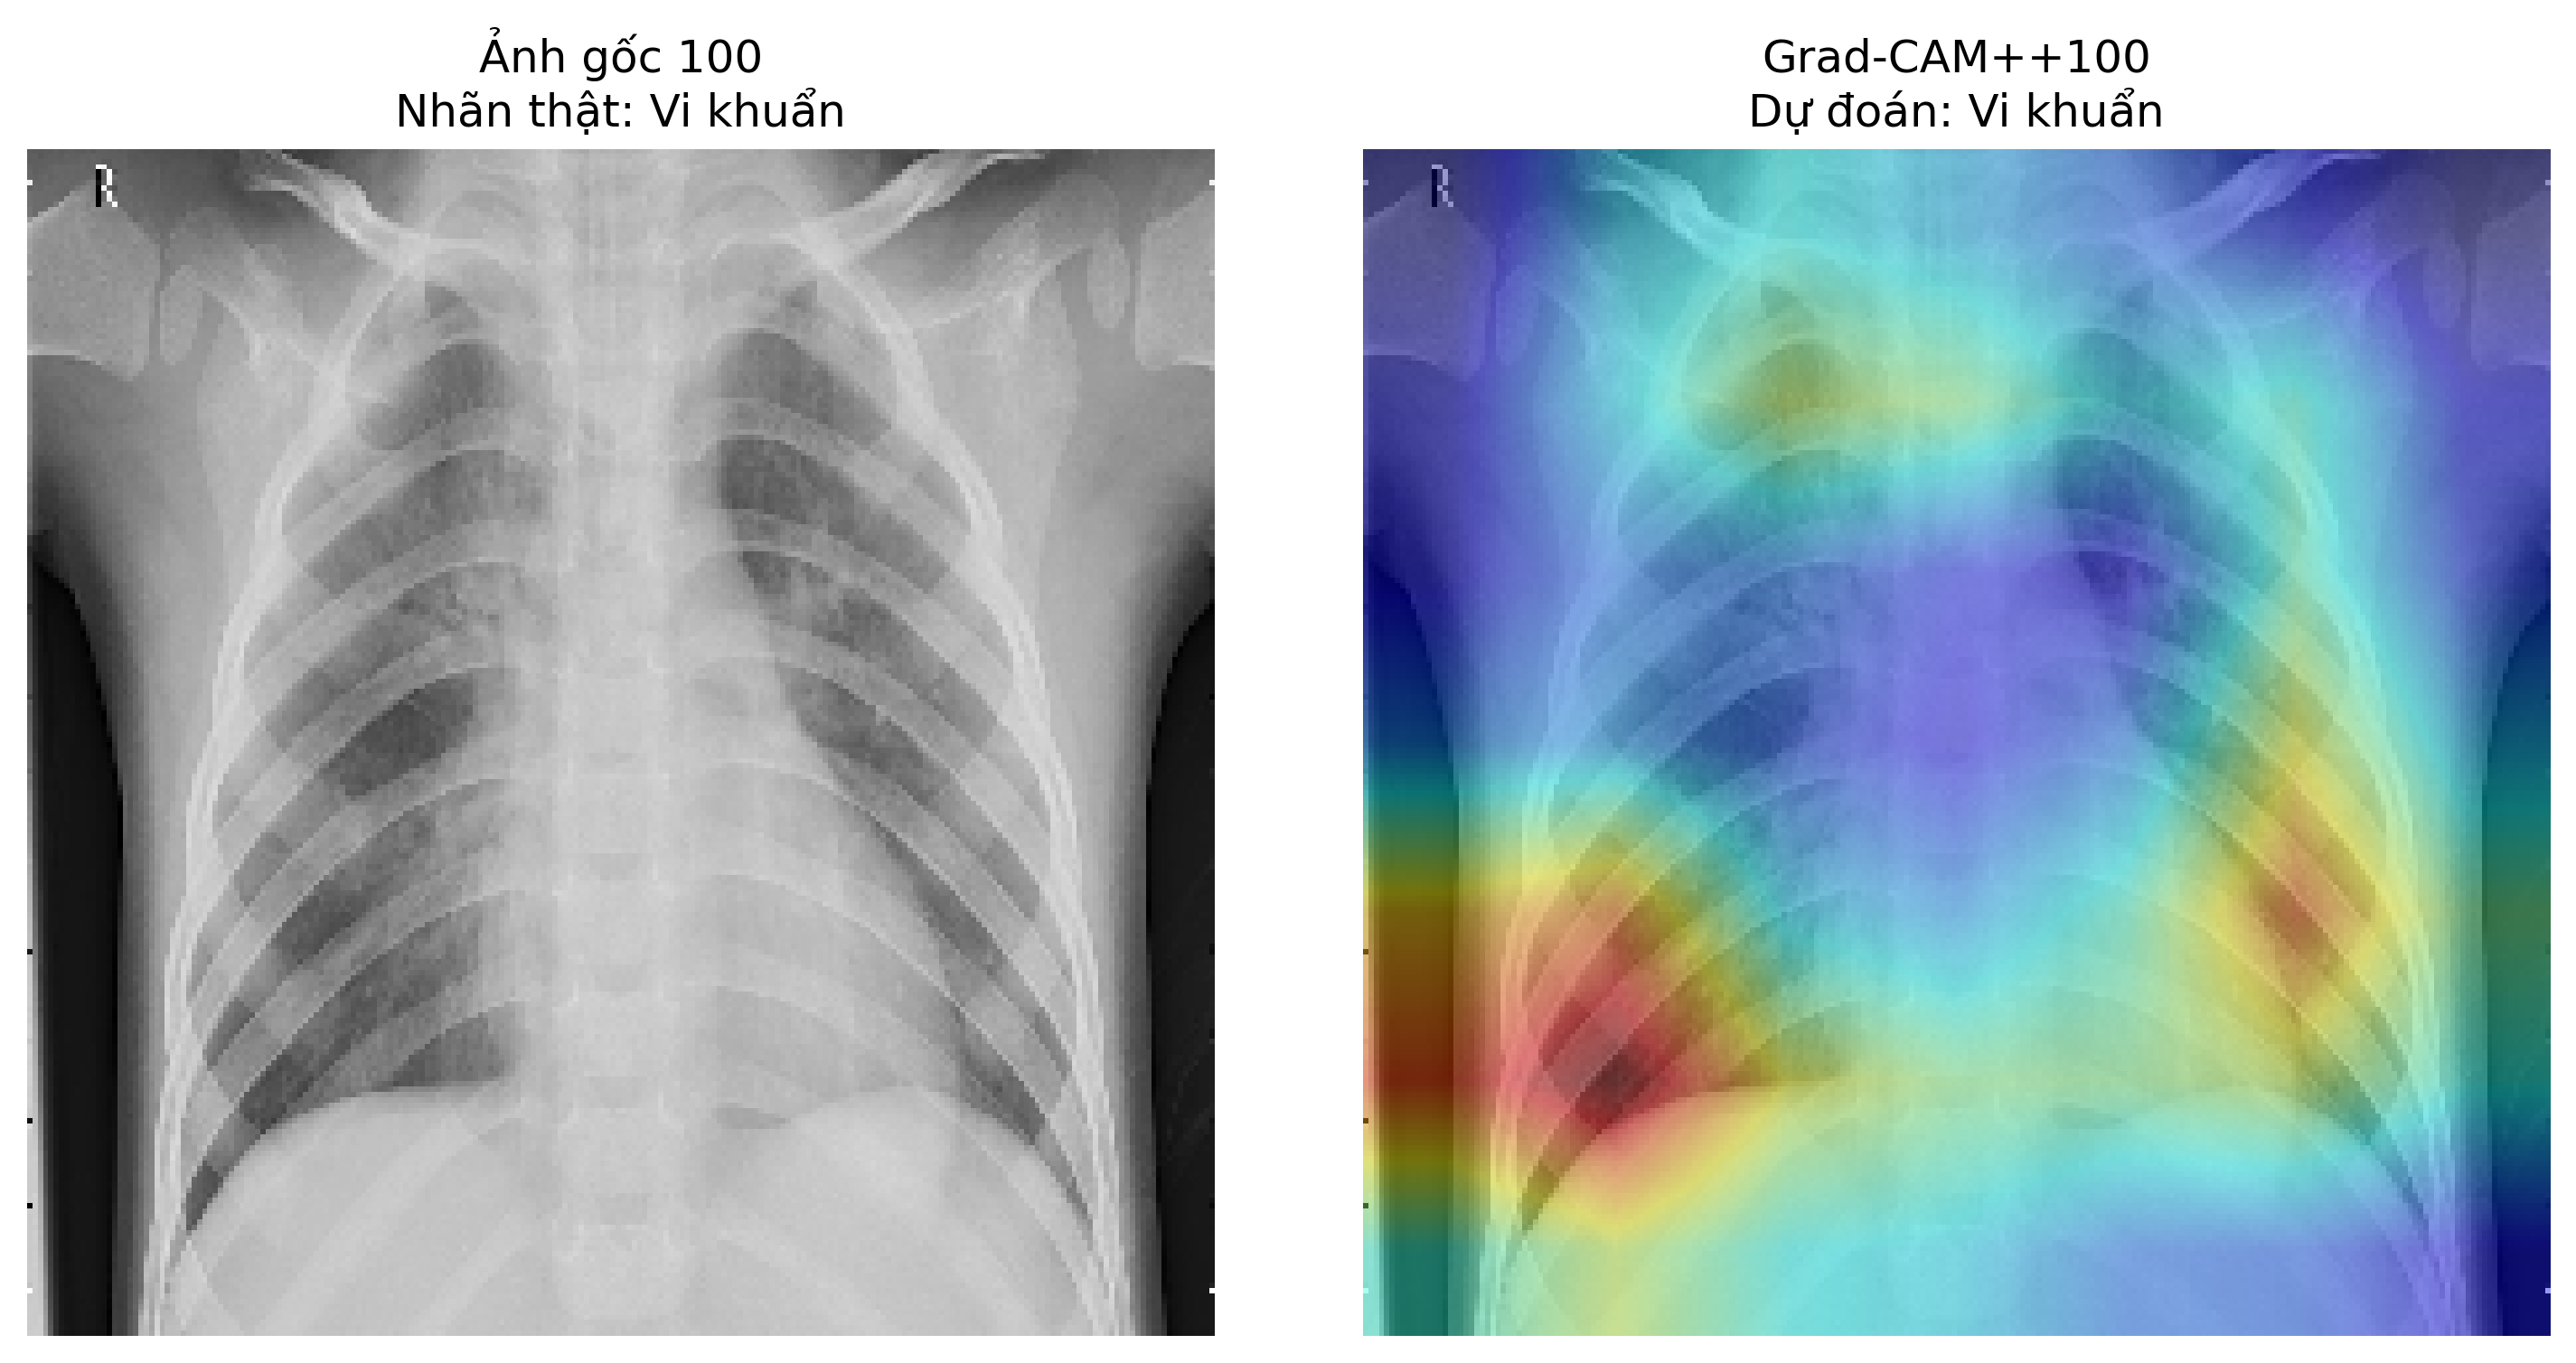 Ảnh gốc 100
Nhãn thật: Vi khuẩn
Grad-CAM++100
Dự đoán: Vi khuẩn
R
R